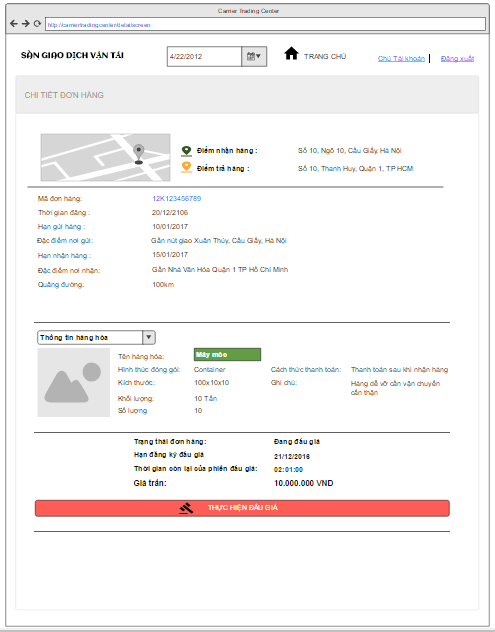 Carrier Trading Center
http://carriertradingcenter/detailscreen
SÀN GIAO DỊCH VẬN TẢI
4/22/2012
TRANG CHỦ
Chủ Tài khoản
Đăng xuất
CHI TIẾT ĐƠN HÀNG
Điểm nhận hàng :
Số 10, Ngõ 10, Cầu Giấy, Hà Nội
Điểm trả hàng :
Số 10, Thanh Huy, Quận 1, TP HCM
Mã đơn hàng:
12K123456789
Thời gian đăng :
20/12/2106
Hạn gửi hàng :
10/01/2017
Đặc điểm nơi gửi:
Gần nút giao Xuân Thủy, Cầu Giấy, Hà Nội
Hạn nhận hàng :
15/01/2017
Đặc điểm nơi nhận:
Gần Nhà Văn Hóa Quận 1 TP Hồ Chí Minh
Quãng đường:
100km
Thông tin hàng hóa
Tên hàng hóa:
Máy móc
Hình thức đóng gói:
Container
Cách thức thanh toán:
Thanh toán sau khi nhận hàng
Kích thước:
100x10x10
Ghi chú:
Hàng dễ vỡ cần vận chuyển
cẩn thận
Khối lượng:
10 Tấn
Số lượng
10
Trạng thái đơn hàng:
Đang đấu giá
Hạn đăng ký đấu giá
21/12/2016
Thời gian còn lại của phiên đấu giá:
02:01:00
Giá trần:
10.000.000 VND
THỰC HIỆN ĐẤU GIÁ